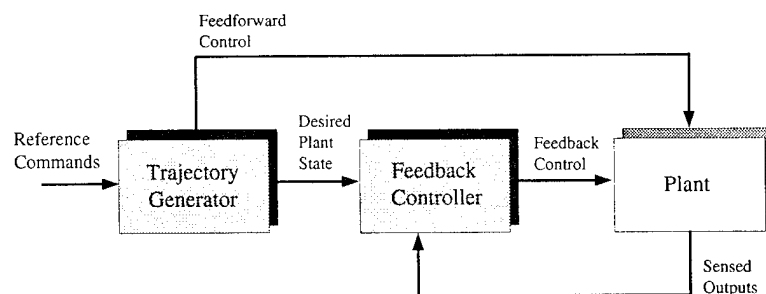 Feedforward
Control
Reference
Commands
Trajectory
Generator
Desired
Plant
State
Feedback
Controller
Feedback
Control
Plant
Sensed
Outputs